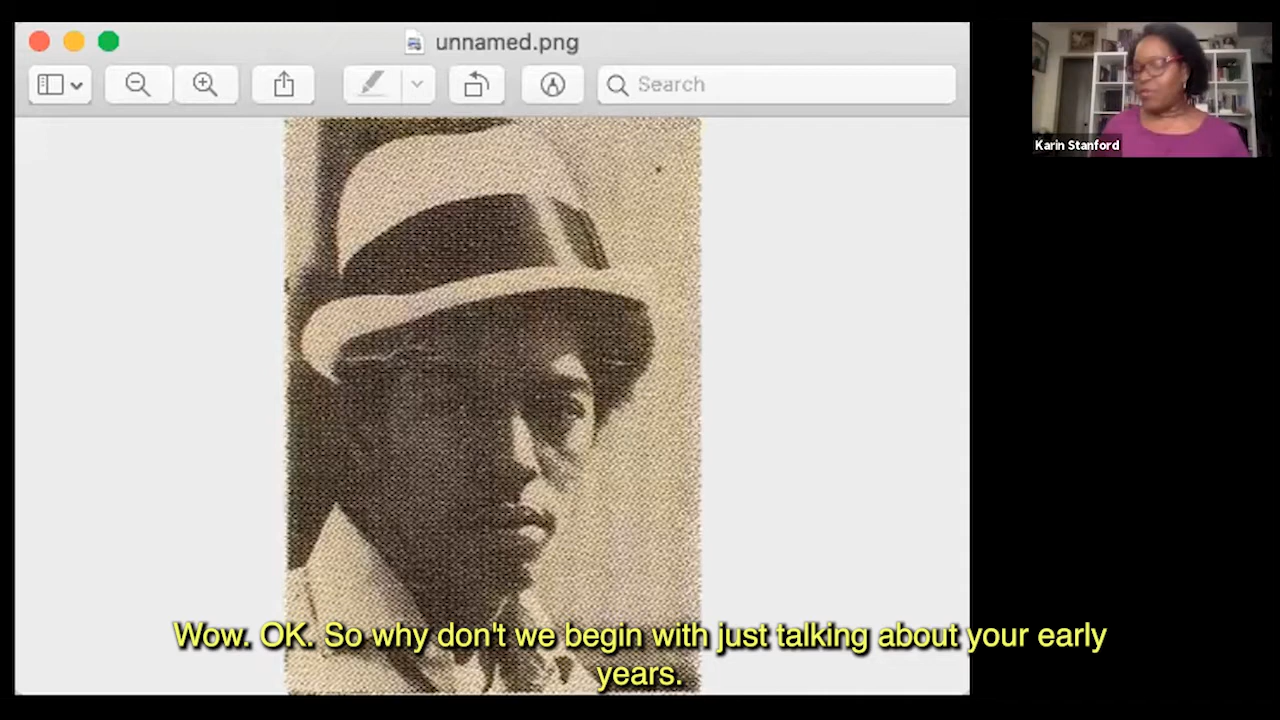 unnamed.png
Search
Karin Stanford
Wow. OK. So why don't we begin with just talking about your early
years.